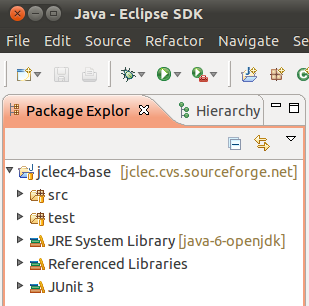 Java - Eclipse SDK
File Edit Source Refactor Navigate Se
Package Explor Hierarchy
jclec4-base [jclec.cvs.sourceforge.net]
src
test
JRE System Library [java-6-openjdk]
Referenced Libraries
JUnit 3